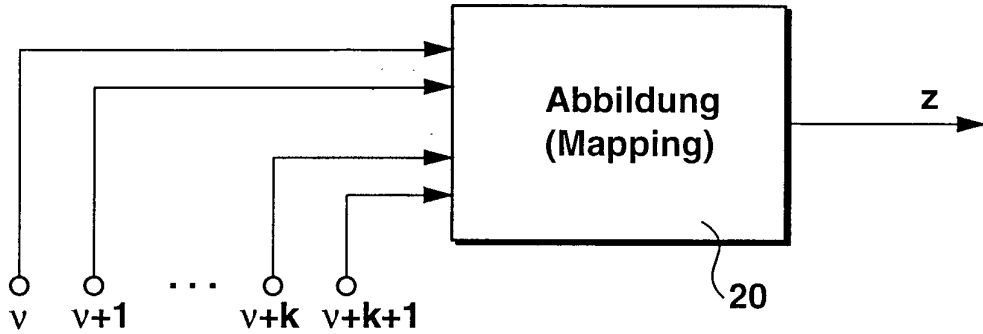 Abbildung
(Mapping)
z
20
ν ν+1 ... ν+k ν+k+1